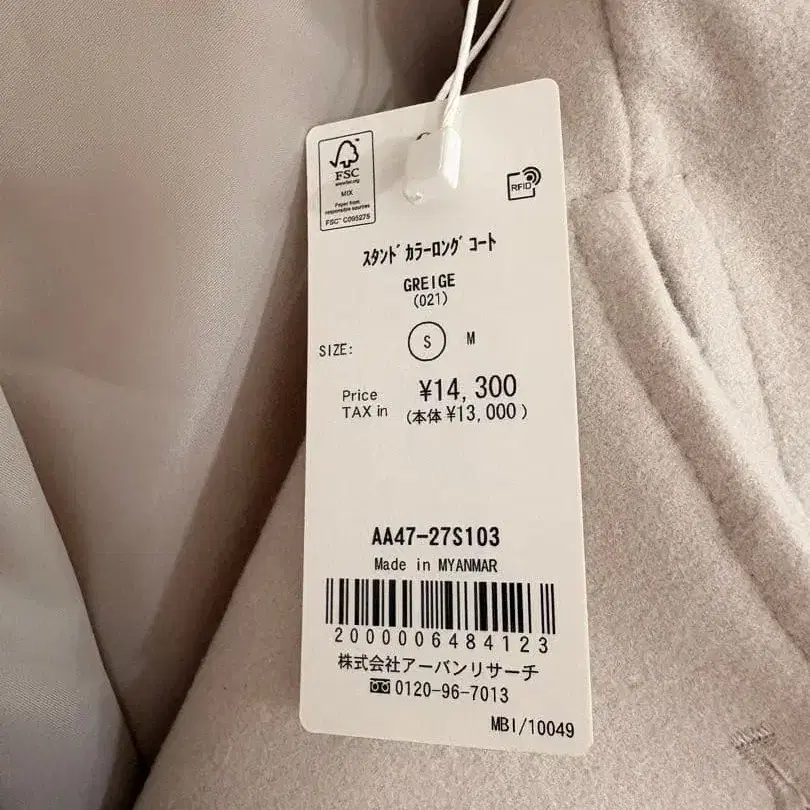 FSC
www.fsc.org
MIX
Paper from
responsible sources
FSC™ C095275
RFID
ｽﾀﾝﾄﾞｶﾗｰﾛﾝｸﾞｺｰﾄ
GREIGE
(021)
SIZE: S M
Price ¥14,300
TAX in (本体¥13,000)
AA47-27S103
Made in MYANMAR
2000006484123
株式会社アーバンリサーチ
0120-96-7013
MBI/10049